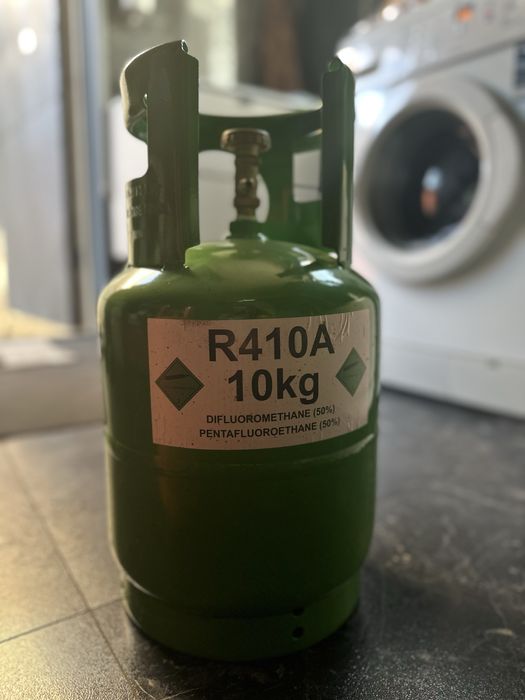 R410A
10kg
DIFLUOROMETHANE (50%)
PENTAFLUOROETHANE (50%)